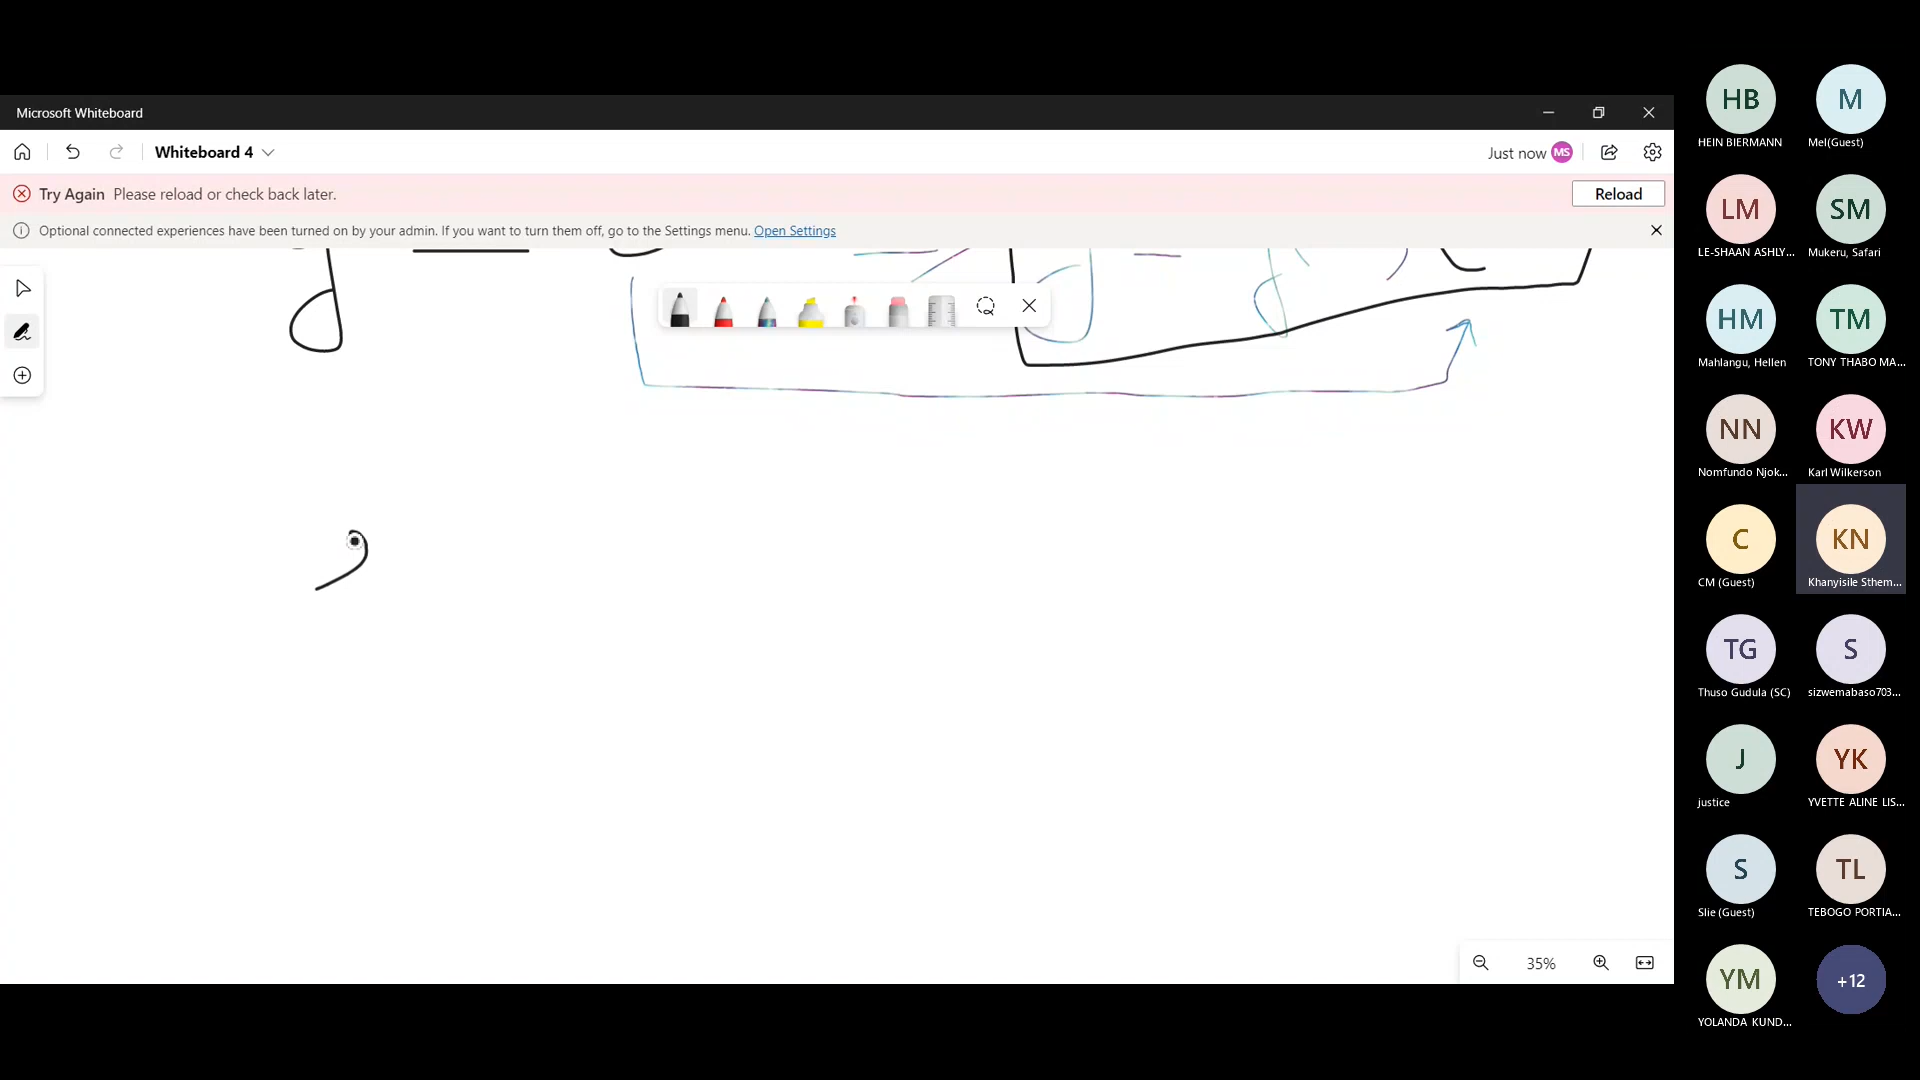 HB
M
HEIN BIERMANN
Mel(Guest)
Microsoft Whiteboard
Whiteboard 4
Just now
MS
Try Again Please reload or check back later.
Reload
LM
SM
LE-SHAAN ASHLY...
Mukeru, Safari
Optional connected experiences have been turned on by your admin. If you want to turn them off, go to the Settings menu. Open Settings
HM
TM
Mahlangu, Hellen
TONY THABO MA...
NN
KW
Nomfundo Njok...
Karl Wilkerson
C
KN
CM (Guest)
Khanyisile Sthem...
TG
S
Thuso Gudula (SC)
sizwemabaso703...
J
YK
justice
YVETTE ALINE LIS...
S
TL
Slie (Guest)
TEBOGO PORTIA...
35%
YM
+12
YOLANDA KUND...